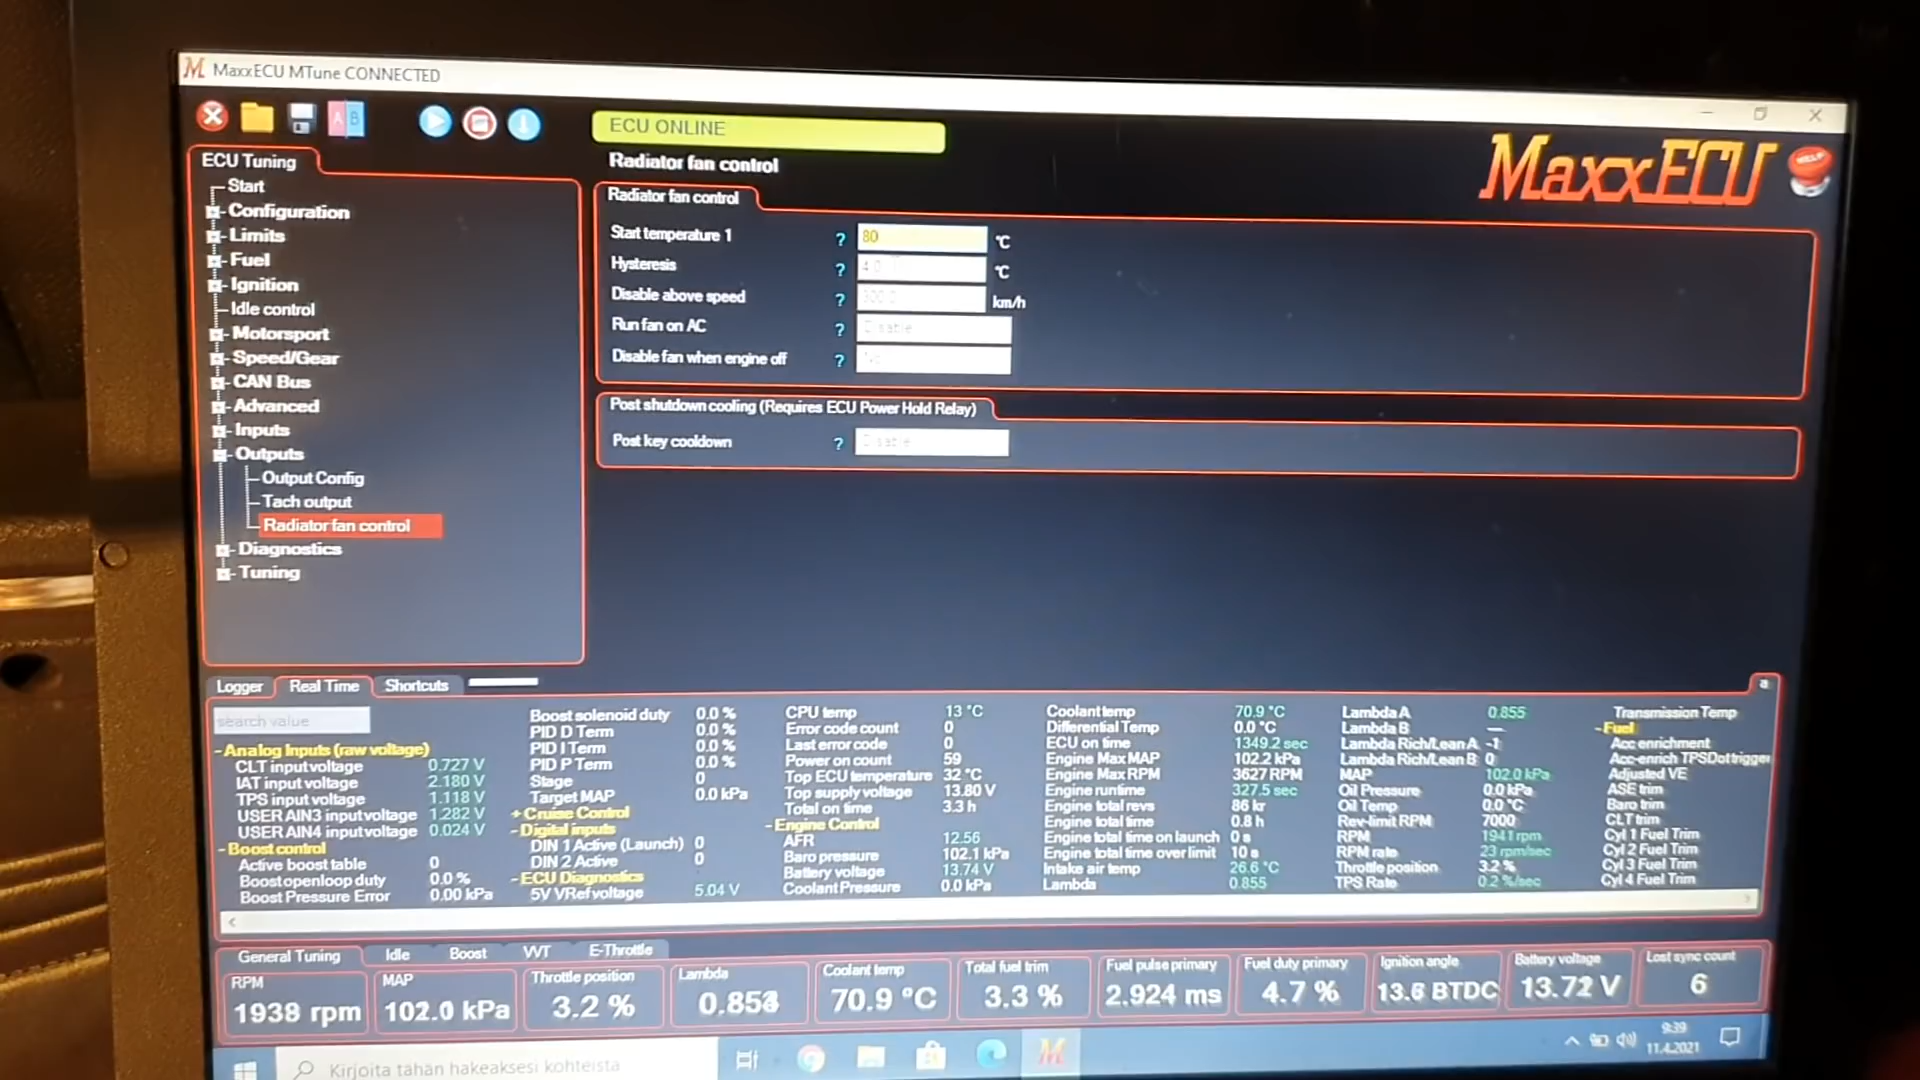 MaxxECU MTune CONNECTED
A B
ECU ONLINE
MaxxECU
HELP
ECU Tuning
Start
Configuration
Limits
Fuel
Ignition
Idle control
Motorsport
Speed/Gear
CAN Bus
Advanced
Inputs
Outputs
Output Config
Tach output
Radiator fan control
Diagnostics
Tuning
Radiator fan control
Radiator fan control
Start temperature 1 ? 80 °C
Hysteresis ? 4.0 °C
Disable above speed ? km/h
Run fan on AC ? Disable
Disable fan when engine off ? No
Post shutdown cooling (Requires ECU Power Hold Relay)
Post key cooldown ? Disable
Logger Real Time Shortcuts
search value
- Analog Inputs (raw voltage)
CLT input voltage 0.727 V
IAT input voltage 2.180 V
TPS input voltage 1.118 V
USER AIN3 input voltage 1.282 V
USER AIN4 input voltage 0.024 V
- Boost control
Active boost table 0
Boost openloop duty 0.0 %
Boost Pressure Error 0.00 kPa
Boost solenoid duty 0.0 %
PID D Term 0.0 %
PID I Term 0.0 %
PID P Term 0.0 %
Stage 0
Target MAP 0.0 kPa
+ Cruise Control
- Digital inputs
DIN 1 Active (Launch) 0
DIN 2 Active 0
- ECU Diagnostics
5V VRef voltage 5.04 V
CPU temp 13 °C
Error code count 0
Last error code 0
Power on count 59
Top ECU temperature 32 °C
Top supply voltage 13.80 V
Total on time 3.3 h
- Engine Control
AFR 12.56
Baro pressure 102.1 kPa
Battery voltage 13.74 V
Coolant Pressure 0.0 kPa
Coolant temp 70.9 °C
Differential Temp 0.0 °C
ECU on time 1349.2 sec
Engine Max MAP 102.2 kPa
Engine Max RPM 3627 RPM
Engine runtime 327.5 sec
Engine total revs 86 kr
Engine total time 0.8 h
Engine total time on launch 0 s
Engine total time over limit 10 s
Intake air temp 26.6 °C
Lambda 0.855
Lambda A 0.855
Lambda B ---
Lambda Rich/Lean A -1
Lambda Rich/Lean B 0
MAP 102.0 kPa
Oil Pressure 0.0 kPa
Oil Temp 0.0 °C
Rev-limit RPM 7000
RPM 1941 rpm
RPM rate 23 rpm/sec
Throttle position 3.2 %
TPS Rate 0.2 %/sec
Transmission Temp
- Fuel
Acc enrichment
Acc-enrich TPSDot trigger
Adjusted VE
ASE trim
Baro trim
CLT trim
Cyl 1 Fuel Trim
Cyl 2 Fuel Trim
Cyl 3 Fuel Trim
Cyl 4 Fuel Trim
General Tuning Idle Boost VVT E-Throttle
RPM
1938 rpm
MAP
102.0 kPa
Throttle position
3.2 %
Lambda
Coolant temp
70.9 °C
Total fuel trim
3.3 %
Fuel pulse primary
2.924 ms
Fuel duty primary
4.7 %
Ignition angle
13.6 BTDC
Battery voltage
13.72 V
Lost sync count
6
Kirjoita tähän hakeaksesi kohteista
9:39
11.4.2021